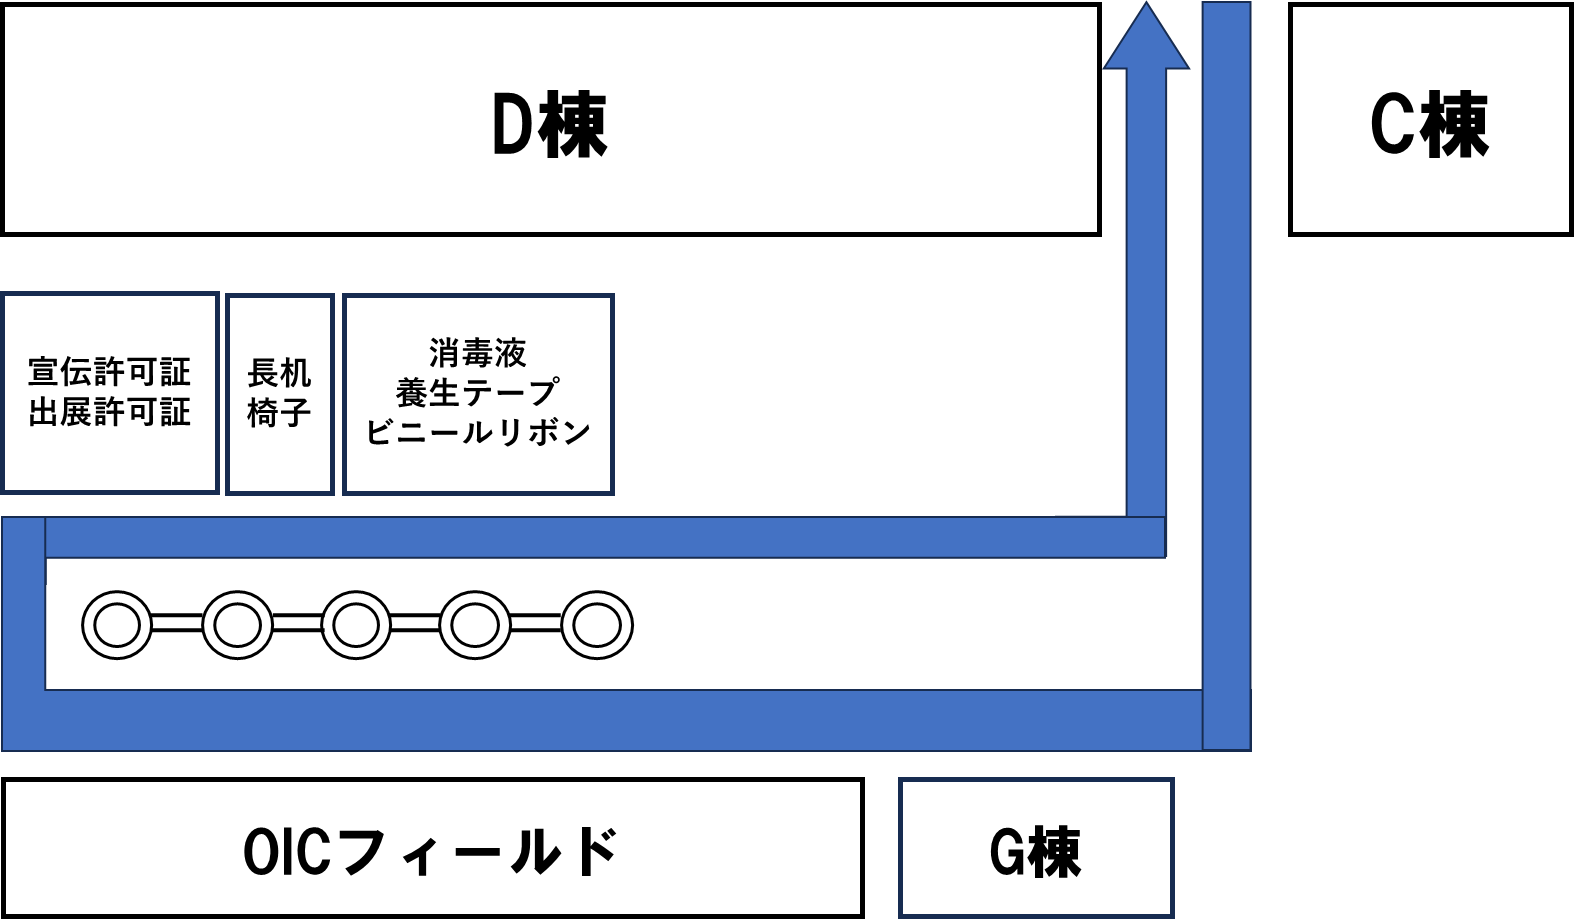 D棟
C棟
宣伝許可証
出展許可証
長机
椅子
消毒液
養生テープ
ビニールリボン
OICフィールド
G棟